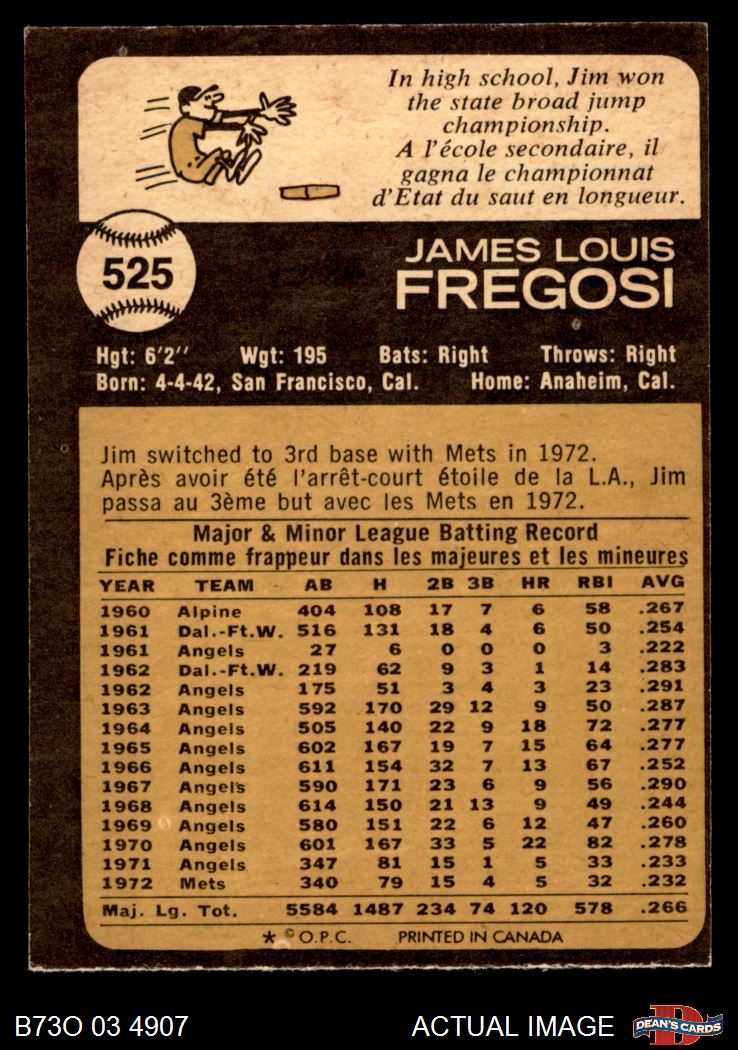 In high school, Jim won
the state broad jump
championship.
A l'école secondaire, il
gagna le championnat
d'Etat du saut en longueur.
525
JAMES LOUIS
FREGOSI
Hgt: 6'2" Wgt: 195 Bats: Right Throws: Right
Born: 4-4-42, San Francisco, Cal. Home: Anaheim, Cal.
Jim switched to 3rd base with Mets in 1972.
Après avoir été l'arrêt-court étoile de la L.A., Jim
passa au 3ème but avec les Mets en 1972.
Major & Minor League Batting Record
Fiche comme frappeur dans les majeures et les mineures
YEAR TEAM AB H 2B 3B HR RBI AVG
1960 Alpine 404 108 17 7 6 58 .267
1961 Dal.-Ft.W. 516 131 18 4 6 50 .254
1961 Angels 27 6 0 0 0 3 .222
1962 Dal.-Ft.W. 219 62 9 3 1 14 .283
1962 Angels 175 51 3 4 3 23 .291
1963 Angels 592 170 29 12 9 50 .287
1964 Angels 505 140 22 9 18 72 .277
1965 Angels 602 167 19 7 15 64 .277
1966 Angels 611 154 32 7 13 67 .252
1967 Angels 590 171 23 6 9 56 .290
1968 Angels 614 150 21 13 9 49 .244
1969 Angels 580 151 22 6 12 47 .260
1970 Angels 601 167 33 5 22 82 .278
1971 Angels 347 81 15 1 5 33 .233
1972 Mets 340 79 15 4 5 32 .232
Maj. Lg. Tot. 5584 1487 234 74 120 578 .266
* © O.P.C. PRINTED IN CANADA
B73O 03 4907 ACTUAL IMAGE D DEAN'S CARDS